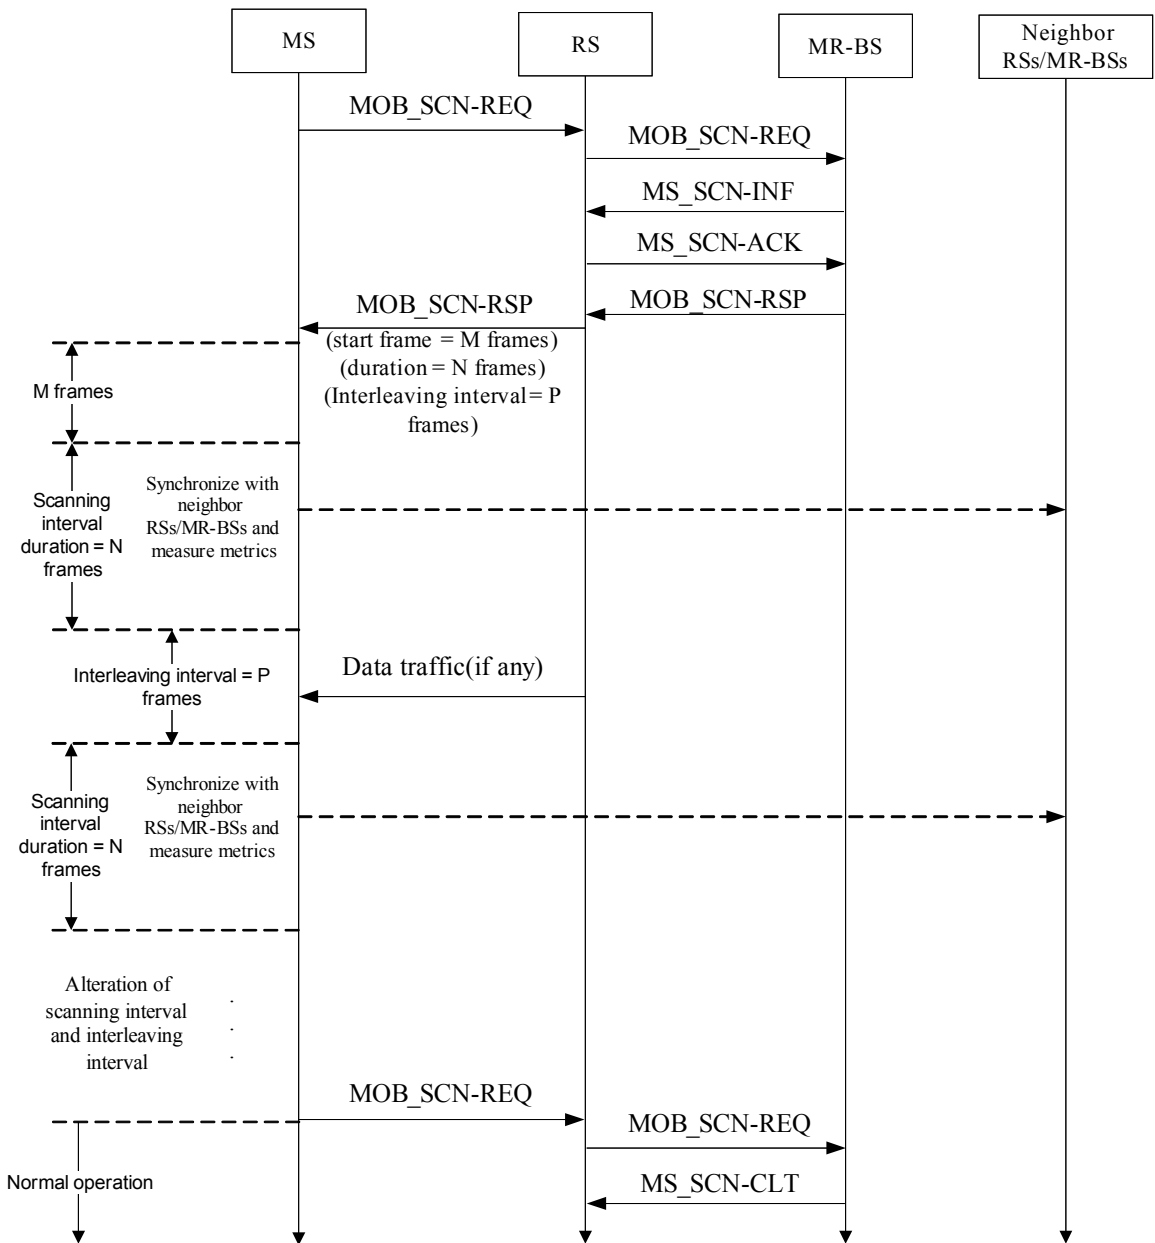 MS
RS
MR-BS
Neighbor
RSs/MR-BSs
MOB_SCN-REQ
MOB_SCN-REQ
MS_SCN-INF
MS_SCN-ACK
MOB_SCN-RSP
MOB_SCN-RSP
(start frame = M frames)
(duration = N frames)
(Interleaving interval= P
frames)
M frames
Scanning
interval
duration = N
frames
Synchronize with
neighbor
RSs/MR-BSs and
measure metrics
Interleaving interval = P
frames
Data traffic(if any)
Scanning
interval
duration = N
frames
Synchronize with
neighbor
RSs/MR-BSs and
measure metrics
Alteration of
scanning interval
and interleaving
interval
.
.
.
MOB_SCN-REQ
MOB_SCN-REQ
MS_SCN-CLT
Normal operation